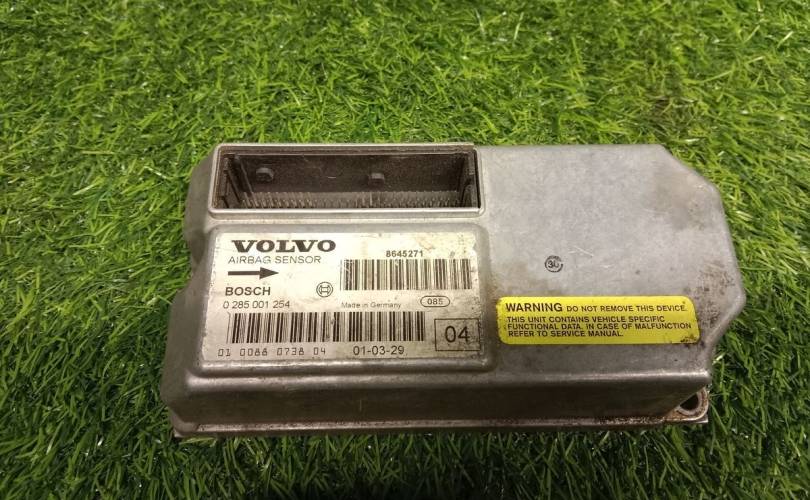 VOLVO
AIRBAG SENSOR
8645271
BOSCH
0 285 001 254
Made in Germany
085
04
01 0088 0738 04
01-03-29
30
WARNING DO NOT REMOVE THIS DEVICE.
THIS UNIT CONTAINS VEHICLE SPECIFIC
FUNCTIONAL DATA. IN CASE OF MALFUNCTION
REFER TO SERVICE MANUAL.